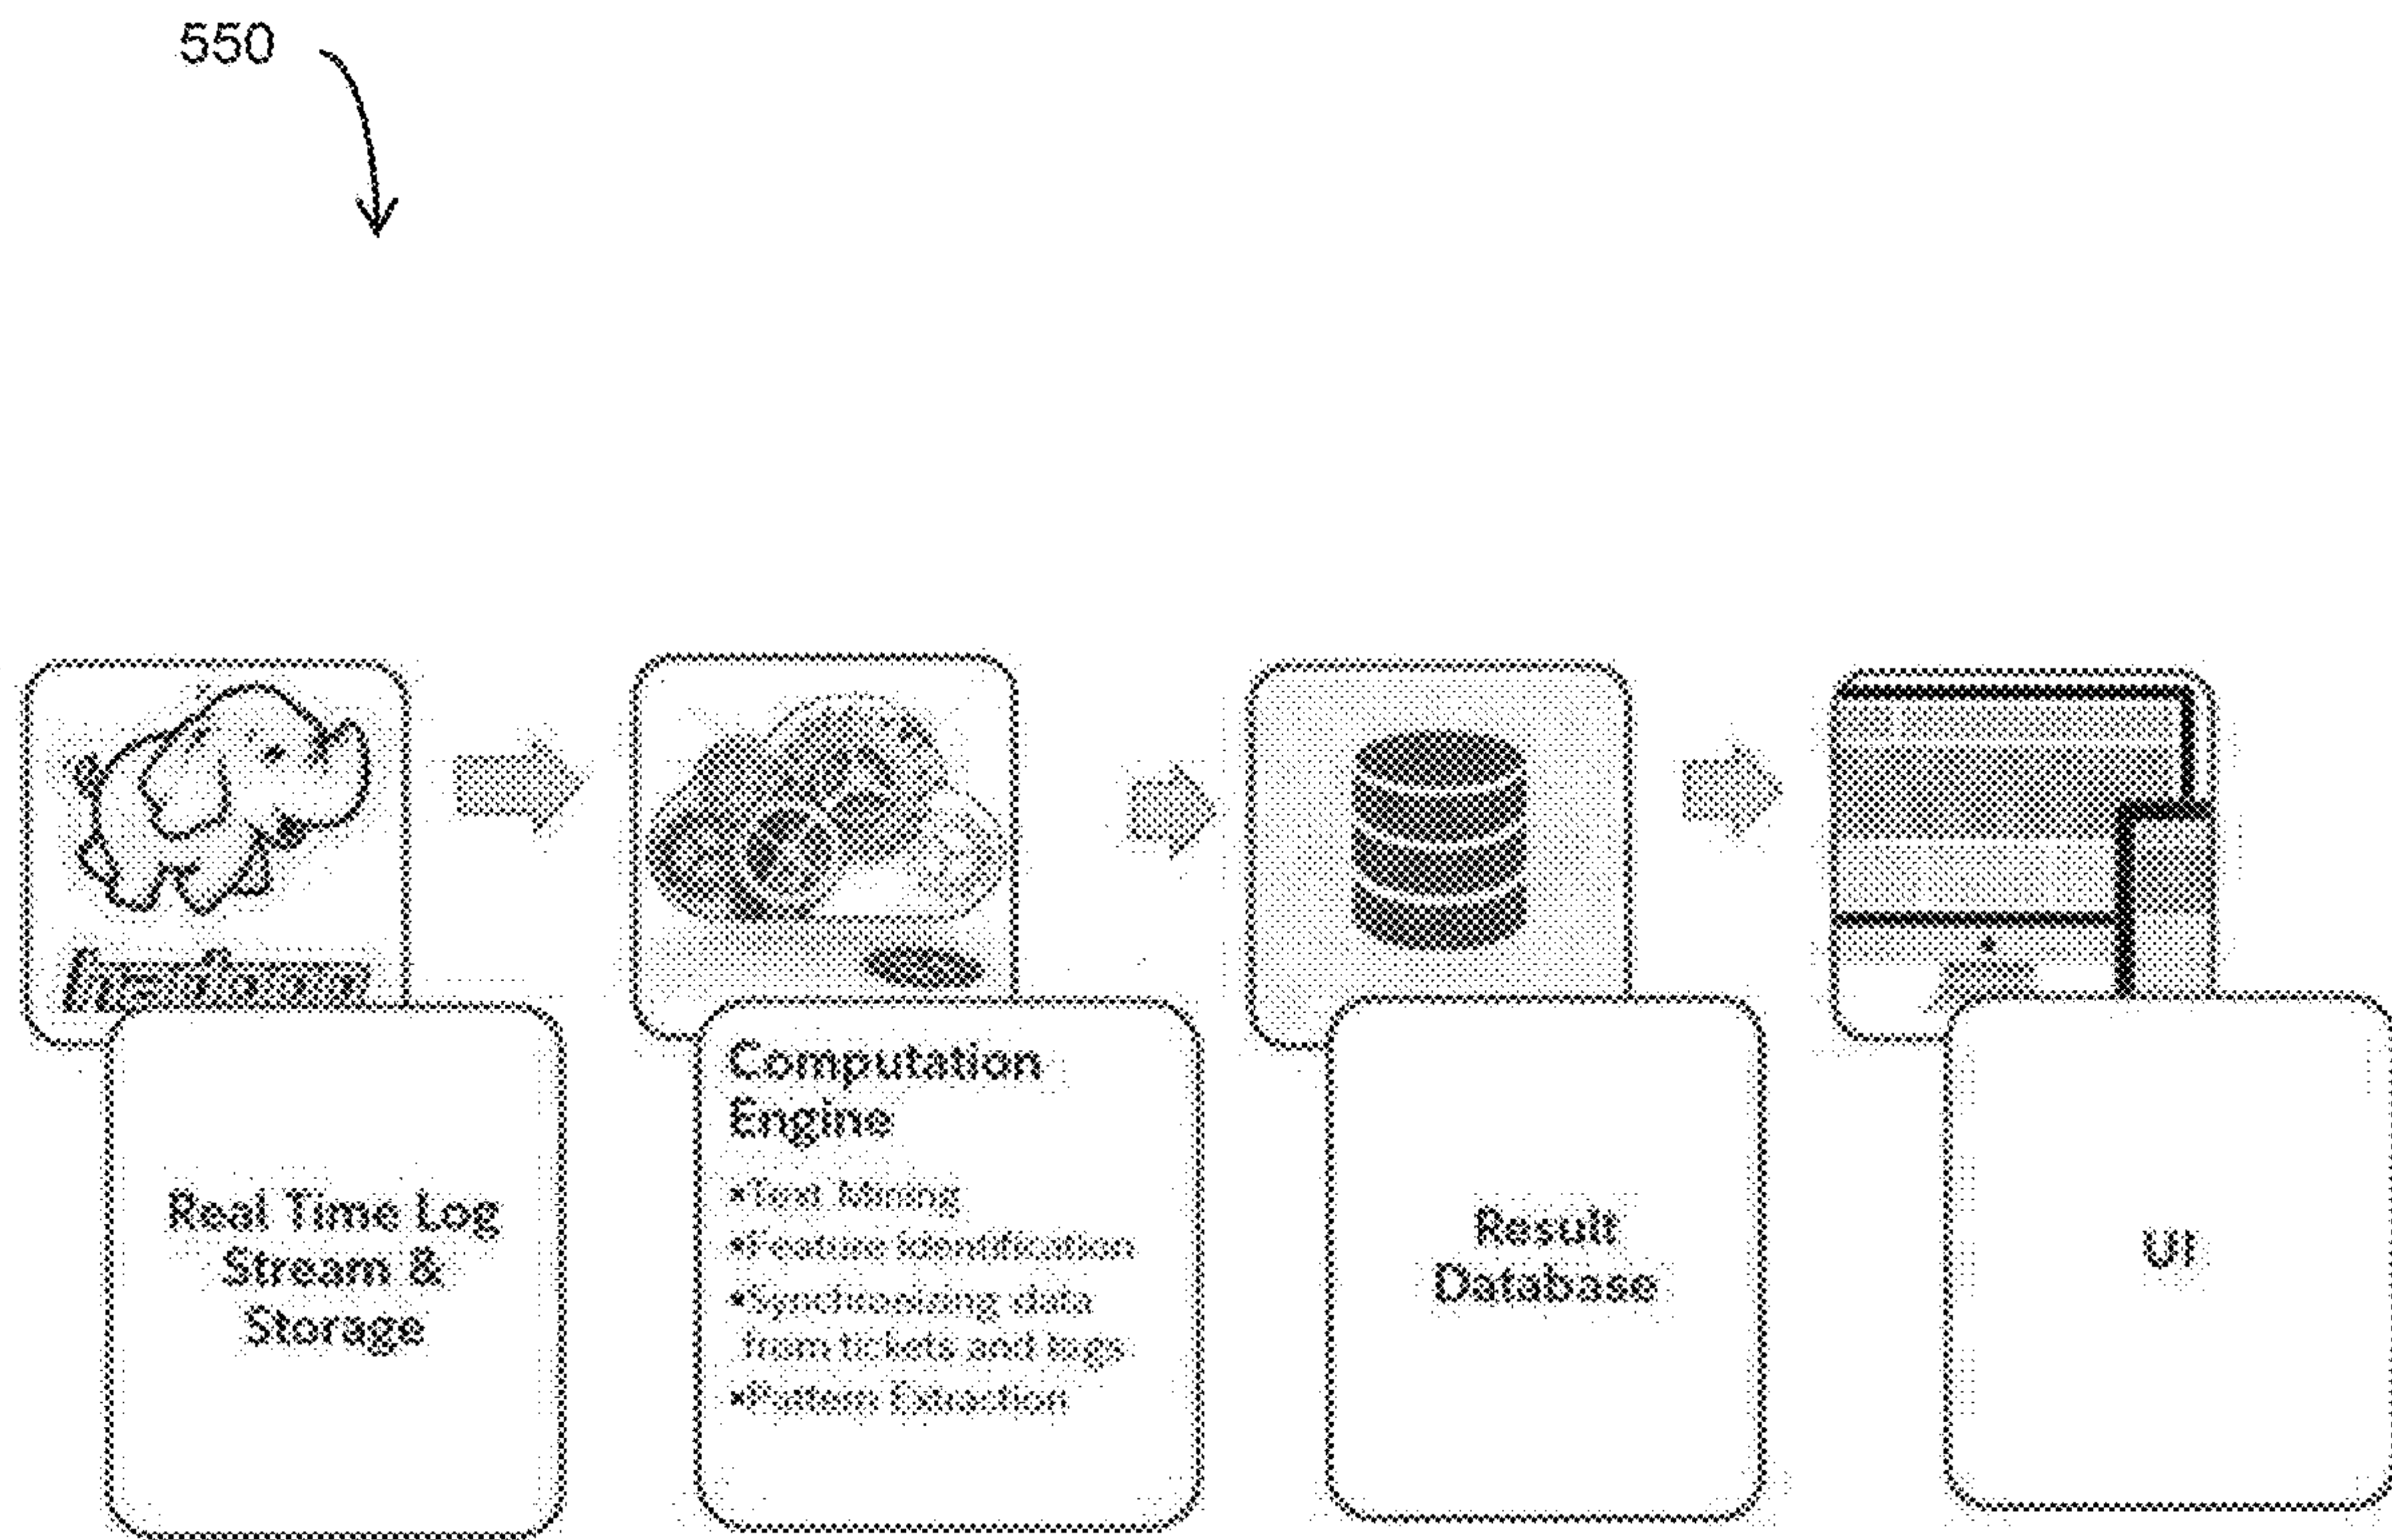 550
Real Time Log
Stream &
Storage
Computation
Engine
•Text Mining
•Feature Identification
•Synchronizing data
from tickets and logs
•Pattern Extraction
Result
Database
UI